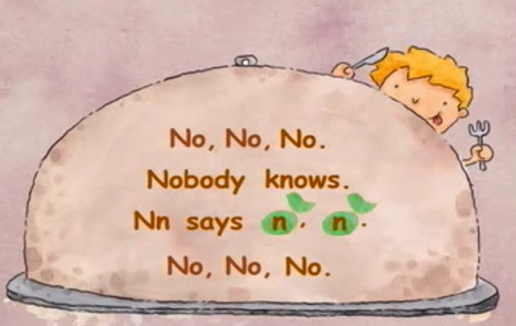 No, No, No.
Nobody knows.
Nn says n, n.
No, No, No.